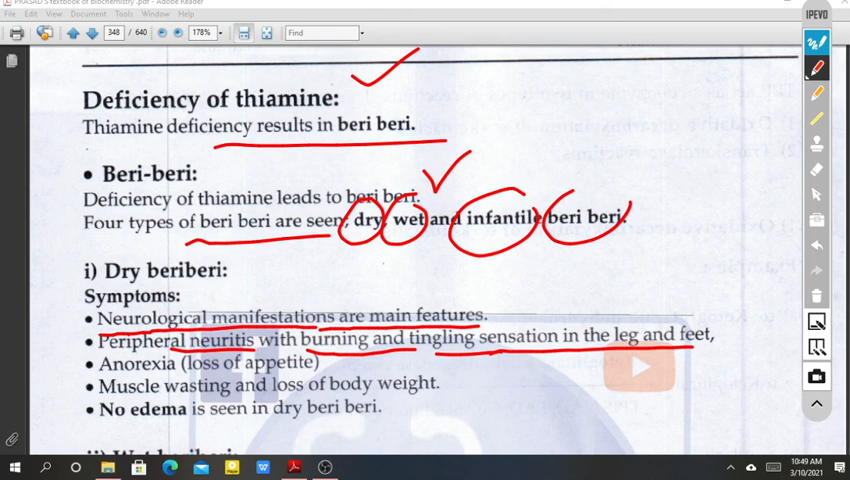 PRASAD'S textbook of biochemistry .pdf - Adobe Reader
File Edit View Document Tools Window Help
348 / 640 178% Find
IPEVO
Deficiency of thiamine:
Thiamine deficiency results in beri beri.
• Beri-beri:
Deficiency of thiamine leads to beri beri.
Four types of beri beri are seen, dry, wet and infantile beri beri.
i) Dry beriberi:
Symptoms:
• Neurological manifestations are main features.
• Peripheral neuritis with burning and tingling sensation in the leg and feet,
• Anorexia (loss of appetite)
• Muscle wasting and loss of body weight.
• No edema is seen in dry beri beri.
ii) Wet beriberi:
10:49 AM
3/10/2021